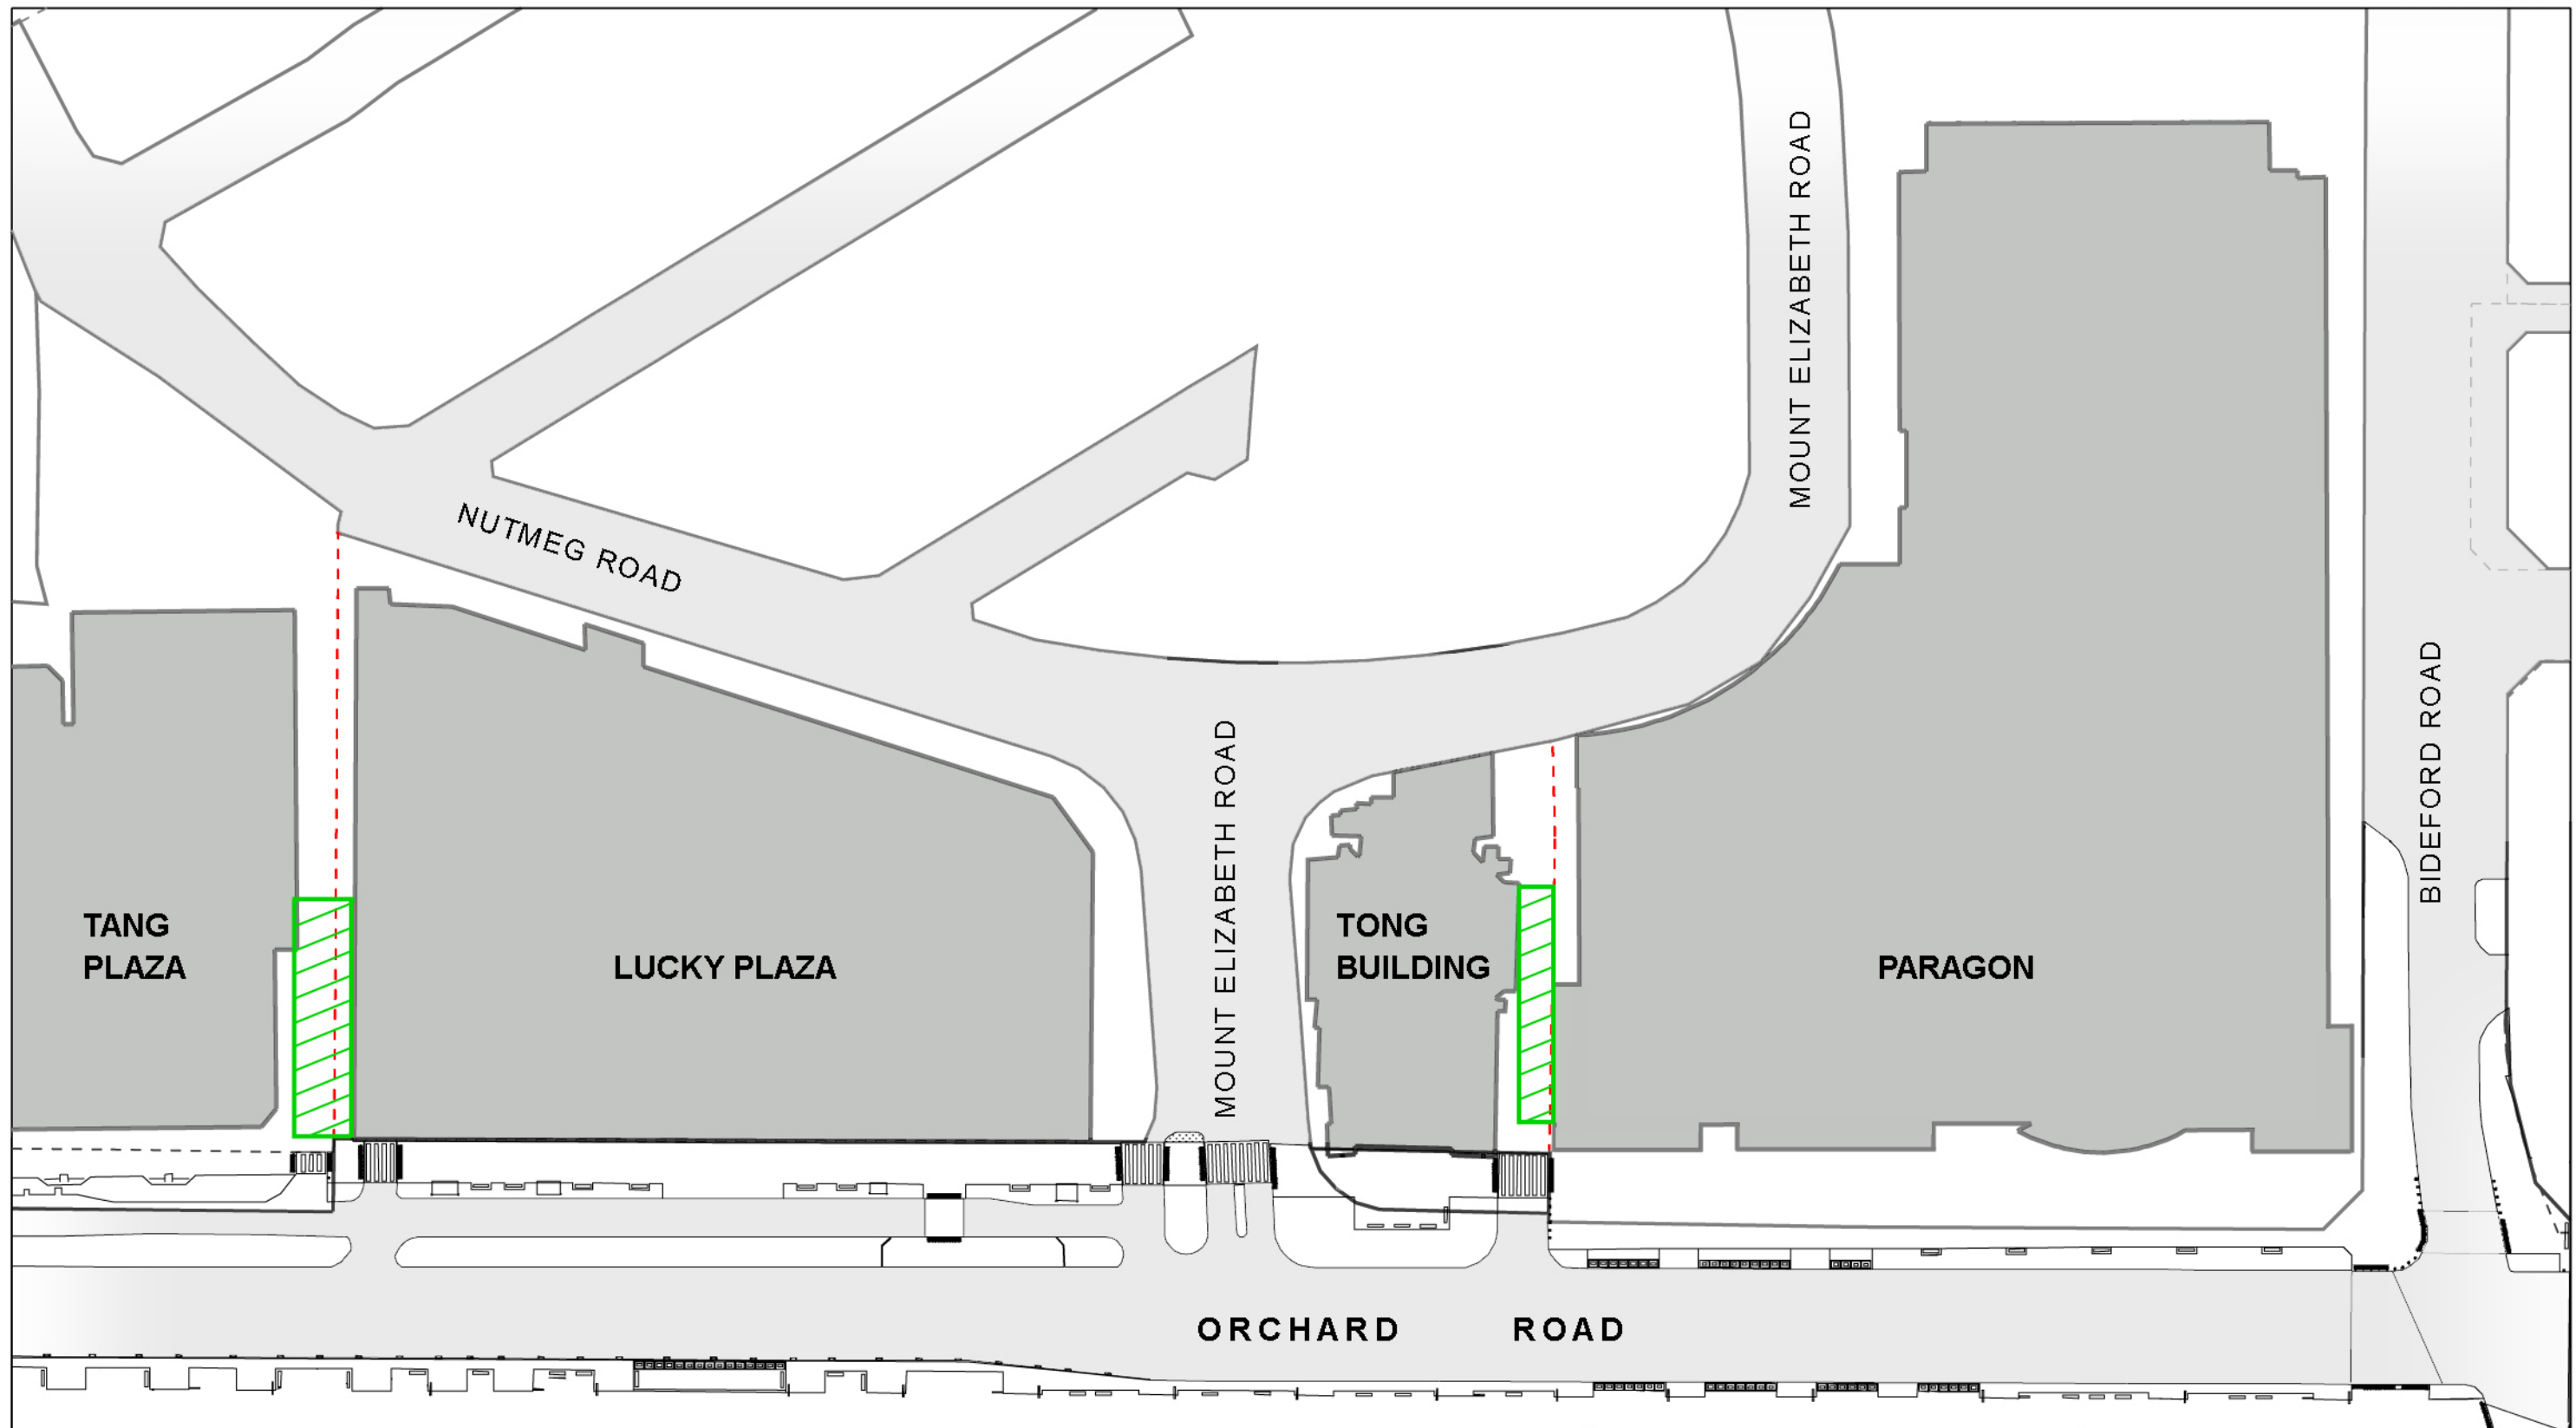 MOUNT ELIZABETH ROAD
NUTMEG ROAD
MOUNT ELIZABETH ROAD
BIDEFORD ROAD
TANG
PLAZA
LUCKY PLAZA
TONG
BUILDING
PARAGON
ORCHARD ROAD